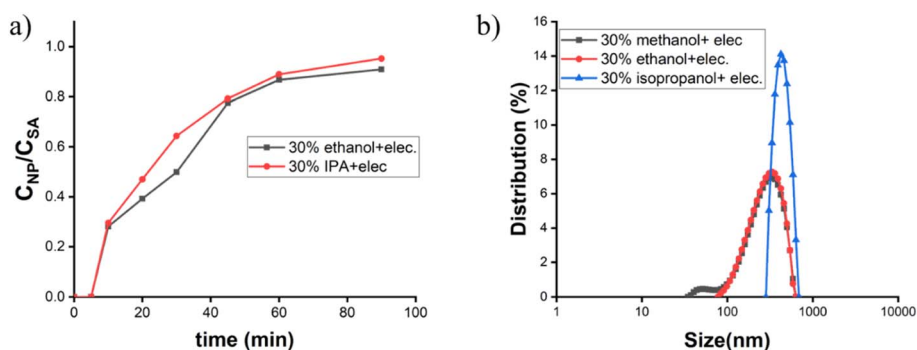 a)
1.0
0.8
0.6
0.4
0.2
0.0
C_NP/C_SA
30% ethanol+elec.
30% IPA+elec
0 20 40 60 80 100
time (min)
b)
16
14
12
10
8
6
4
2
0
Distribution (%)
30% methanol+ elec
30% ethanol+elec.
30% isopropanol+ elec.
1 10 100 1000 10000
Size(nm)